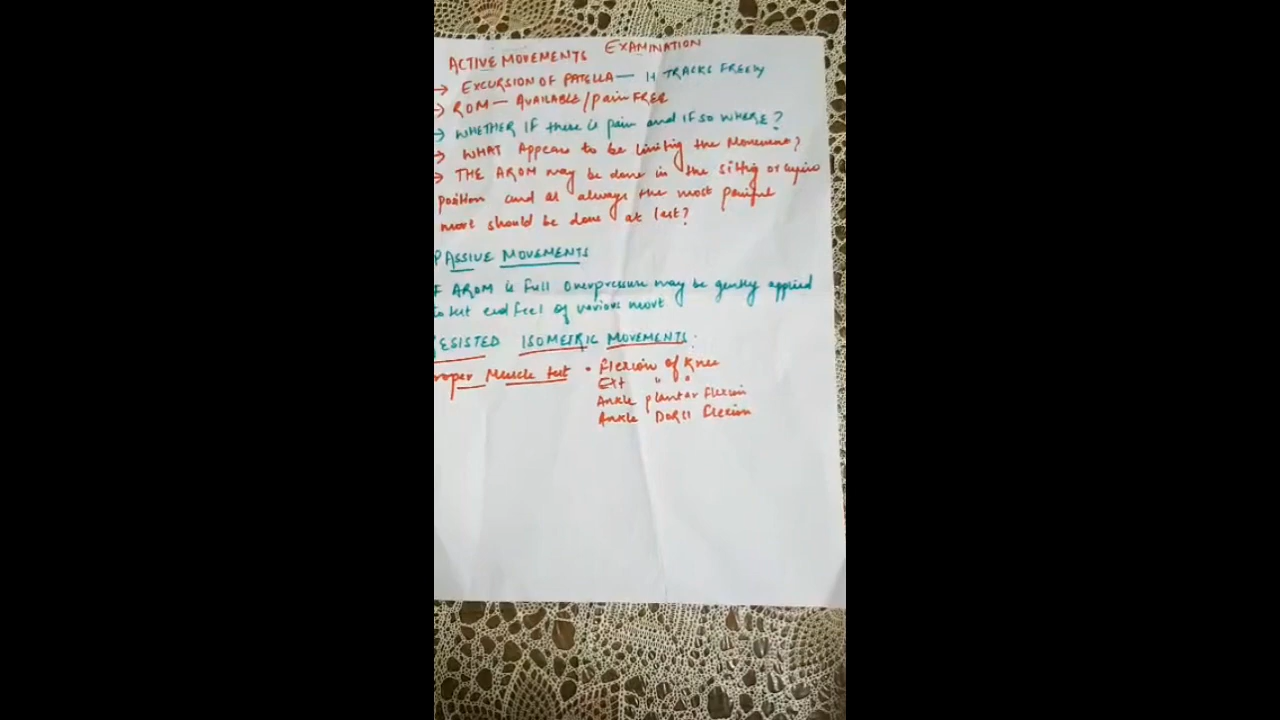 ACTIVE MOVEMENTS EXAMINATION
→ EXCURSION OF PATELLA — It TRACKS FREELY
→ ROM — AVAILABLE/pain FREE
→ WHETHER IF there is pain and IF SO WHERE?
→ WHAT Appears to be limiting the Movement?
→ THE AROM may be done in the sitting or supine
position and as always the most painful
movt should be done at last?
PASSIVE MOVEMENTS
IF AROM is full overpressure may be gently applied
to test end feel of various movt
RESISTED ISOMETRIC MOVEMENTS:
Proper Muscle test • Flexion of Knee
Ext " "
Ankle plantar flexion
Ankle DORSI flexion